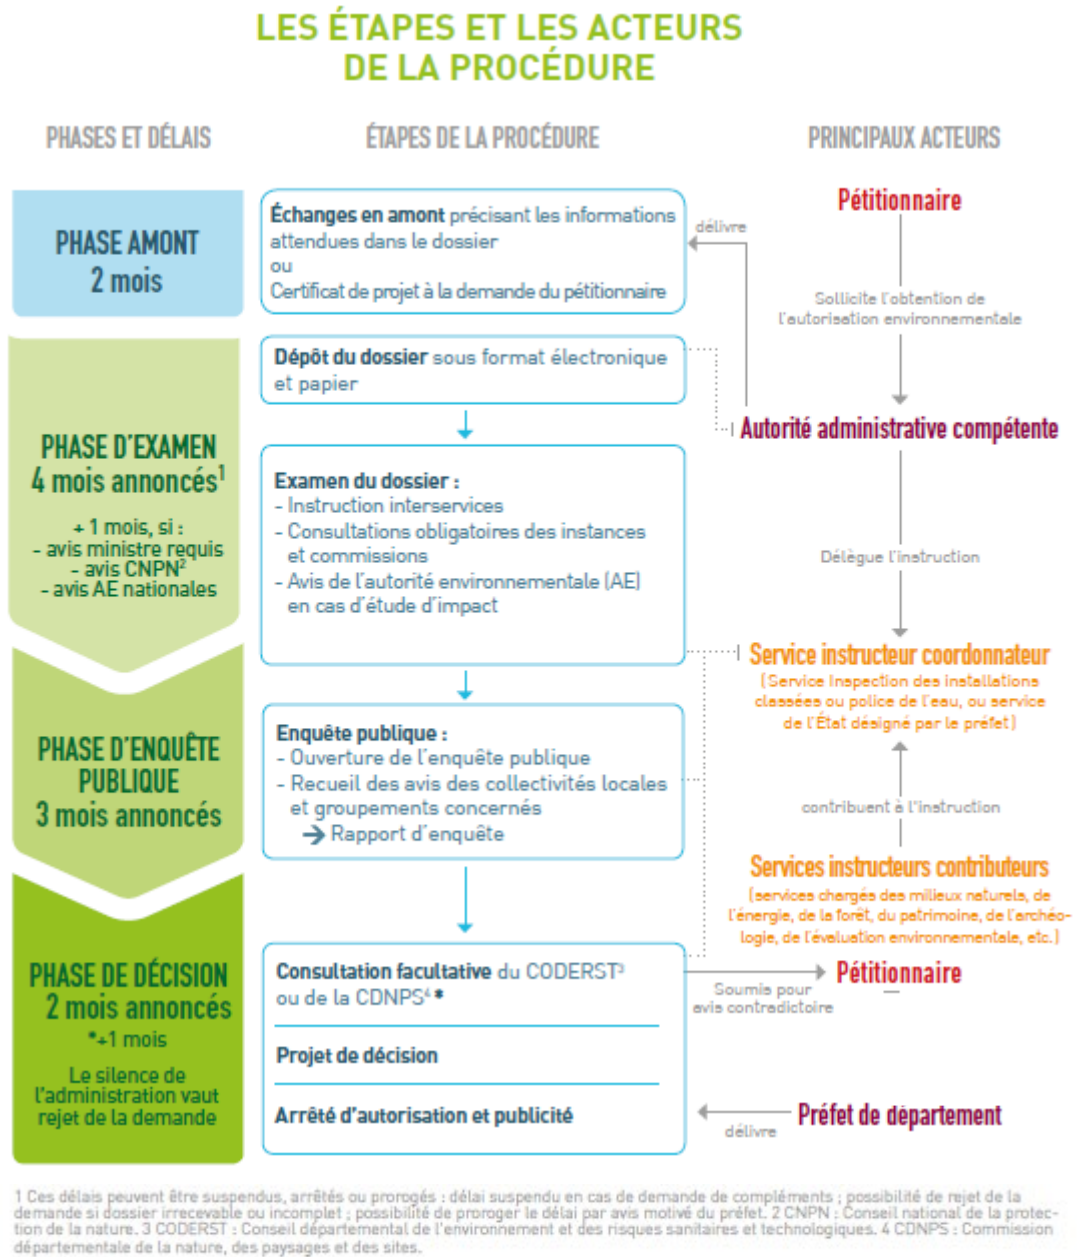 LES ÉTAPES ET LES ACTEURS
DE LA PROCÉDURE
PHASES ET DÉLAIS
ÉTAPES DE LA PROCÉDURE
PRINCIPAUX ACTEURS
PHASE AMONT
2 mois
Échanges en amont précisant les informations
attendues dans le dossier
ou
Certificat de projet à la demande du pétitionnaire
délivre
Pétitionnaire
Sollicite l'obtention de
l'autorisation environnementale
Dépôt du dossier sous format électronique
et papier
Autorité administrative compétente
PHASE D'EXAMEN
4 mois annoncés¹
+ 1 mois, si :
- avis ministre requis
- avis CNPN²
- avis AE nationales
Examen du dossier :
- Instruction interservices
- Consultations obligatoires des instances
et commissions
- Avis de l'autorité environnementale (AE)
en cas d'étude d'impact
Délègue l'instruction
Service instructeur coordonnateur
(Service Inspection des installations
classées ou police de l'eau, ou service
de l'État désigné par le préfet)
PHASE D'ENQUÊTE
PUBLIQUE
3 mois annoncés
Enquête publique :
- Ouverture de l'enquête publique
- Recueil des avis des collectivités locales
et groupements concernés
→ Rapport d'enquête
contribuent à l'instruction
Services instructeurs contributeurs
(services chargés des milieux naturels, de
l'énergie, de la forêt, du patrimoine, de l'archéo-
logie, de l'évaluation environnementale, etc.)
PHASE DE DÉCISION
2 mois annoncés
*+1 mois
Le silence de
l'administration vaut
rejet de la demande
Consultation facultative du CODERST³
ou de la CDNPS⁴ *
Projet de décision
Arrêté d'autorisation et publicité
Soumis pour
avis contradictoire
Pétitionnaire
délivre
Préfet de département
1 Ces délais peuvent être suspendus, arrêtés ou prorogés : délai suspendu en cas de demande de compléments ; possibilité de rejet de la
demande si dossier irrecevable ou incomplet ; possibilité de proroger le délai par avis motivé du préfet. 2 CNPN : Conseil national de la protec-
tion de la nature. 3 CODERST : Conseil départemental de l'environnement et des risques sanitaires et technologiques. 4 CDNPS : Commission
départementale de la nature, des paysages et des sites.